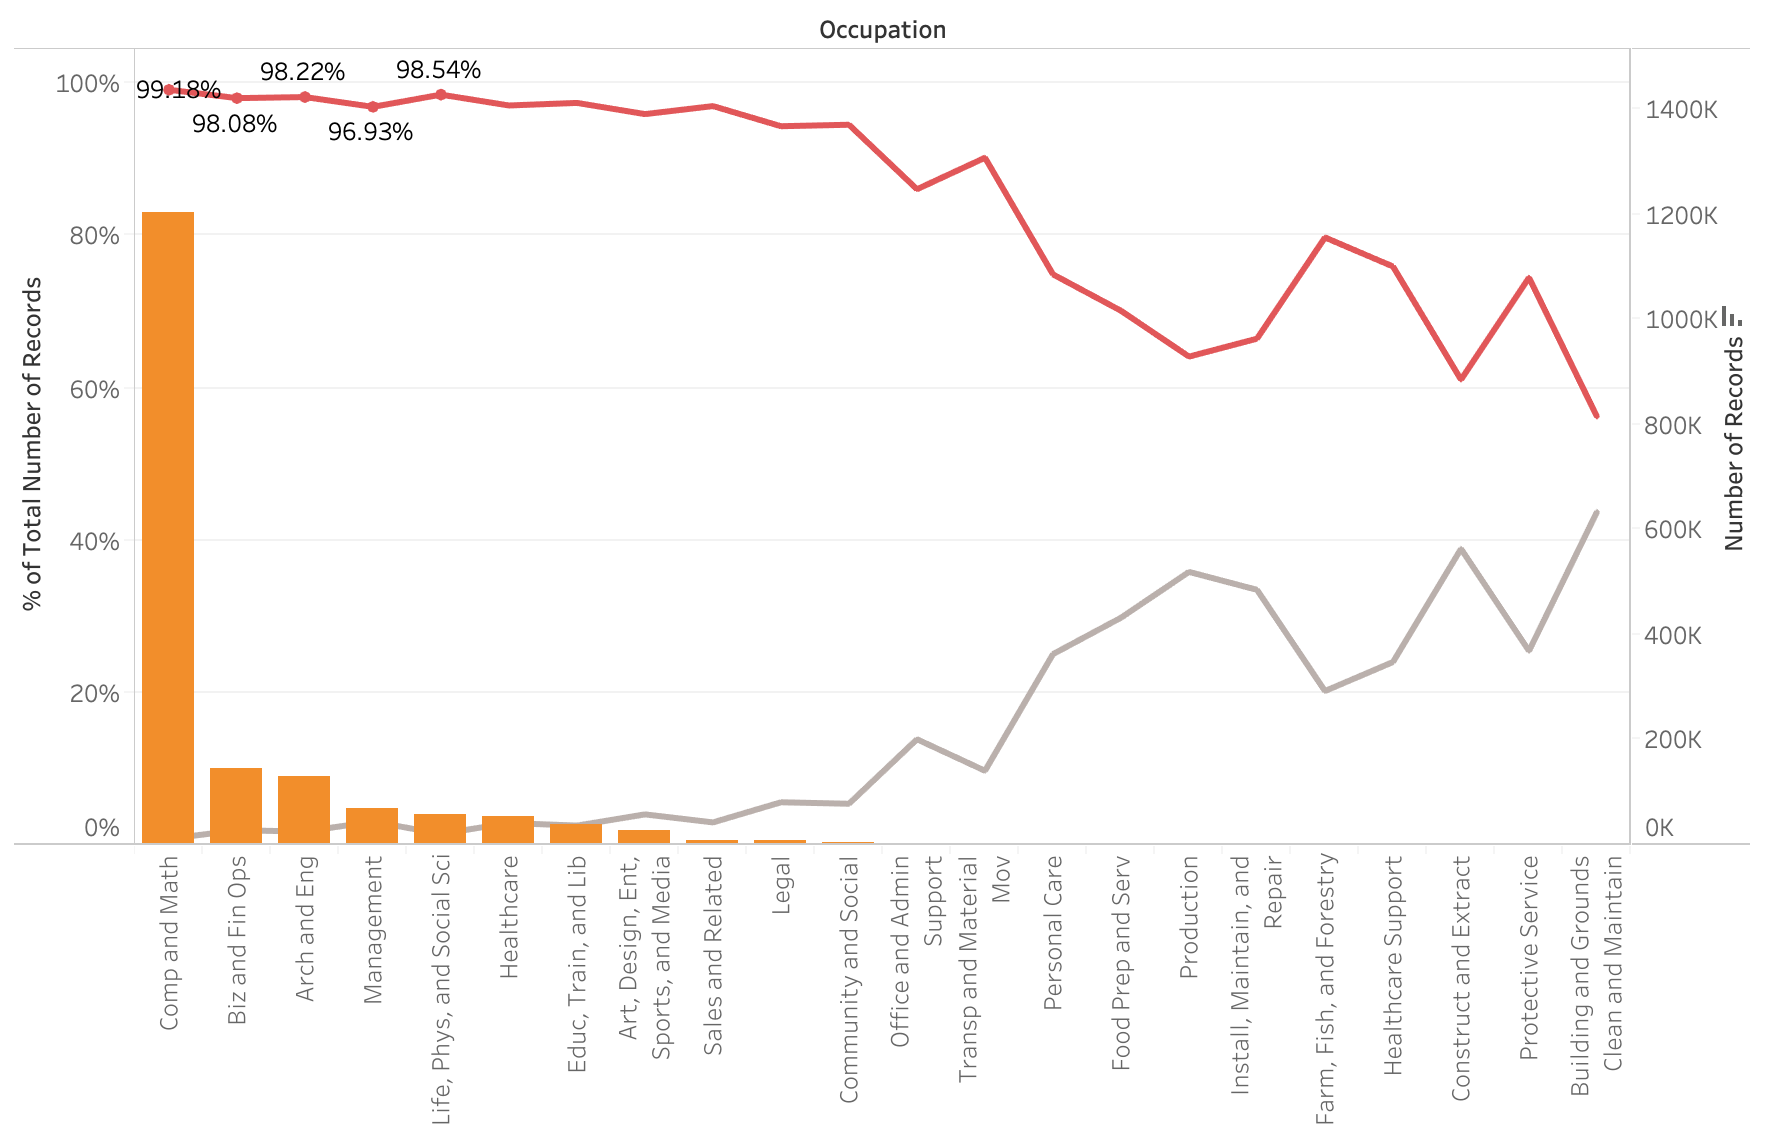 Occupation
99.18%
98.08%
98.22%
96.93%
98.54%
% of Total Number of Records
100%
80%
60%
40%
20%
0%
1400K
1200K
1000K
800K
600K
400K
200K
0K
Number of Records
Comp and Math
Biz and Fin Ops
Arch and Eng
Management
Life, Phys, and Social Sci
Healthcare
Educ, Train, and Lib
Art, Design, Ent,
Sports, and Media
Sales and Related
Legal
Community and Social
Office and Admin
Support
Transp and Material
Mov
Personal Care
Food Prep and Serv
Production
Install, Maintain, and
Repair
Farm, Fish, and Forestry
Healthcare Support
Construct and Extract
Protective Service
Building and Grounds
Clean and Maintain